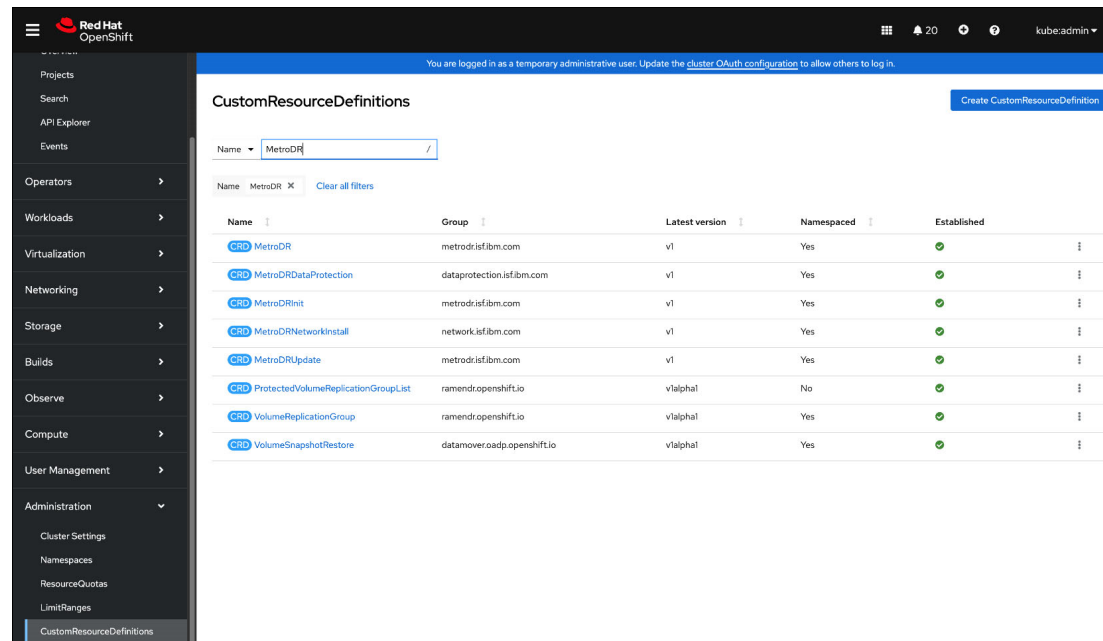 Red Hat
OpenShift
20
kube:admin
You are logged in as a temporary administrative user. Update the cluster OAuth configuration to allow others to log in.
Projects
Search
API Explorer
Events
Operators
Workloads
Virtualization
Networking
Storage
Builds
Observe
Compute
User Management
Administration
Cluster Settings
Namespaces
ResourceQuotas
LimitRanges
CustomResourceDefinitions
CustomResourceDefinitions
Create CustomResourceDefinition
Name MetroDR /
Name MetroDR Clear all filters
Name Group Latest version Namespaced Established
CRD MetroDR metrodr.isf.ibm.com v1 Yes
CRD MetroDRDataProtection dataprotection.isf.ibm.com v1 Yes
CRD MetroDRInit metrodr.isf.ibm.com v1 Yes
CRD MetroDRNetworkInstall network.isf.ibm.com v1 Yes
CRD MetroDRUpdate metrodr.isf.ibm.com v1 Yes
CRD ProtectedVolumeReplicationGroupList ramendr.openshift.io v1alpha1 No
CRD VolumeReplicationGroup ramendr.openshift.io v1alpha1 Yes
CRD VolumeSnapshotRestore datamover.oadp.openshift.io v1alpha1 Yes